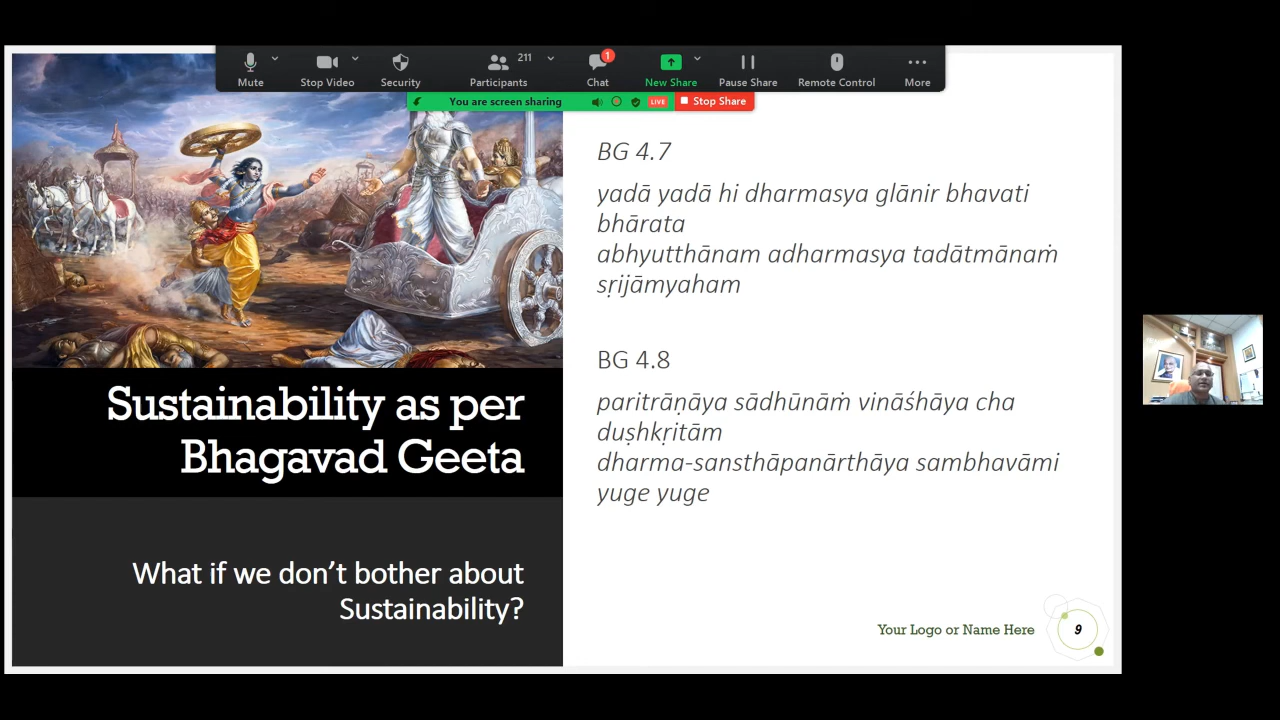 Mute
Stop Video
Security
Participants
211
Chat
1
New Share
Pause Share
Remote Control
More
You are screen sharing
LIVE
Stop Share
BG 4.7
yadā yadā hi dharmasya glānir bhavati
bhārata
abhyutthānam adharmasya tadātmānaṁ
sṛijāmyaham
BG 4.8
paritrāṇāya sādhūnāṁ vināśhāya cha
duṣhkṛitām
dharma-sansthāpanārthāya sambhavāmi
yuge yuge
Sustainability as per
Bhagavad Geeta
What if we don’t bother about
Sustainability?
Your Logo or Name Here
9